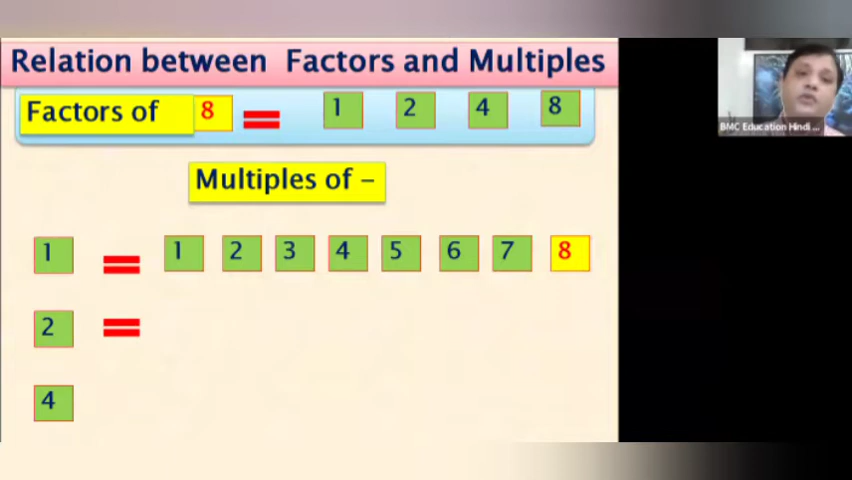 Relation between Factors and Multiples
Factors of 8 = 1 2 4 8
Multiples of -
1 = 1 2 3 4 5 6 7 8
2 =
4
BMC Education Hindi ...